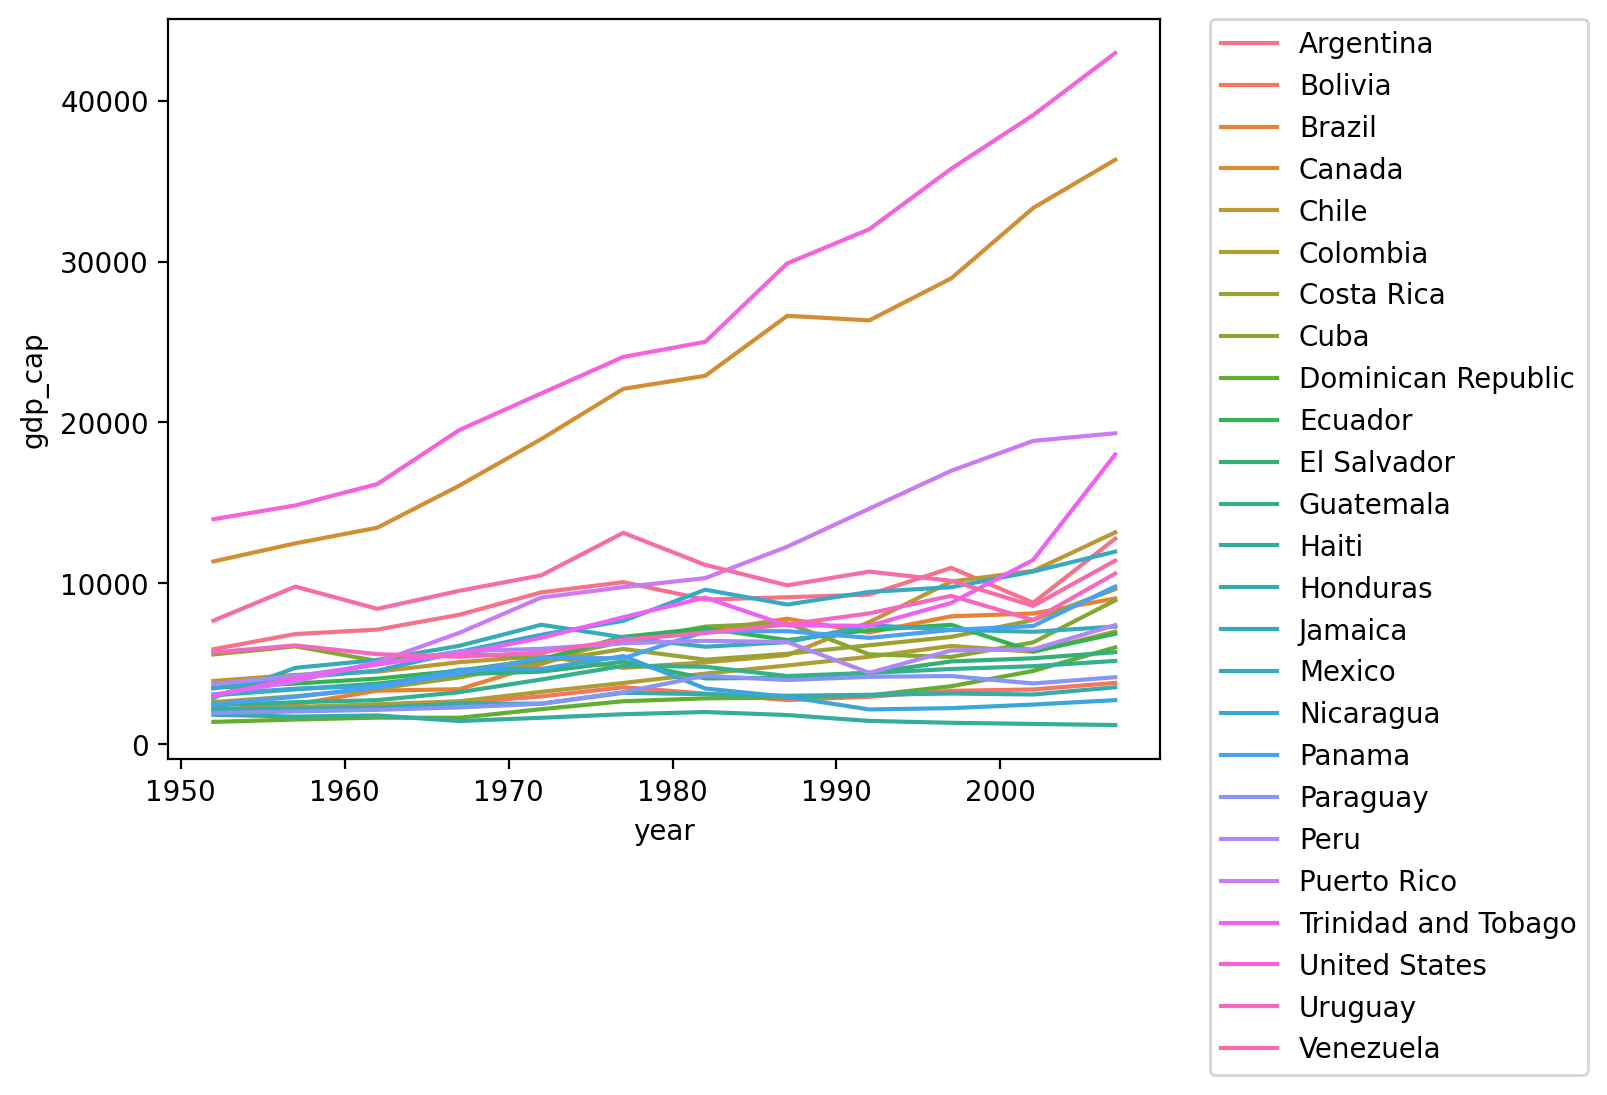 40000
30000
20000
10000
0
gdp_cap
1950 1960 1970 1980 1990 2000
year
Argentina
Bolivia
Brazil
Canada
Chile
Colombia
Costa Rica
Cuba
Dominican Republic
Ecuador
El Salvador
Guatemala
Haiti
Honduras
Jamaica
Mexico
Nicaragua
Panama
Paraguay
Peru
Puerto Rico
Trinidad and Tobago
United States
Uruguay
Venezuela